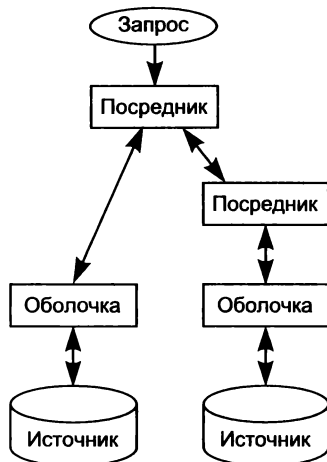 Запрос
Посредник
Посредник
Оболочка
Оболочка
Источник
Источник